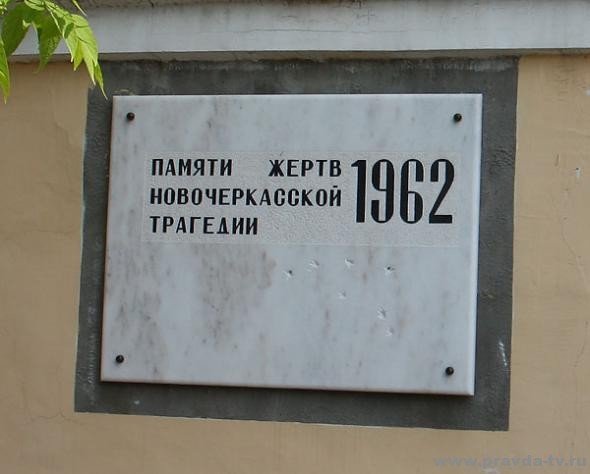 ПАМЯТИ ЖЕРТВ 1962
НОВОЧЕРКАССКОЙ
ТРАГЕДИИ
www.pravda-tv.ru